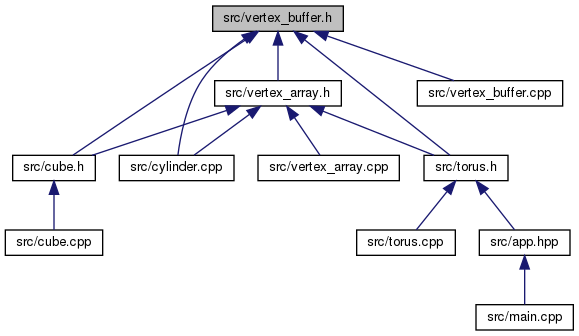 src/vertex_buffer.h
src/vertex_array.h
src/vertex_buffer.cpp
src/cube.h
src/cylinder.cpp
src/vertex_array.cpp
src/torus.h
src/cube.cpp
src/torus.cpp
src/app.hpp
src/main.cpp